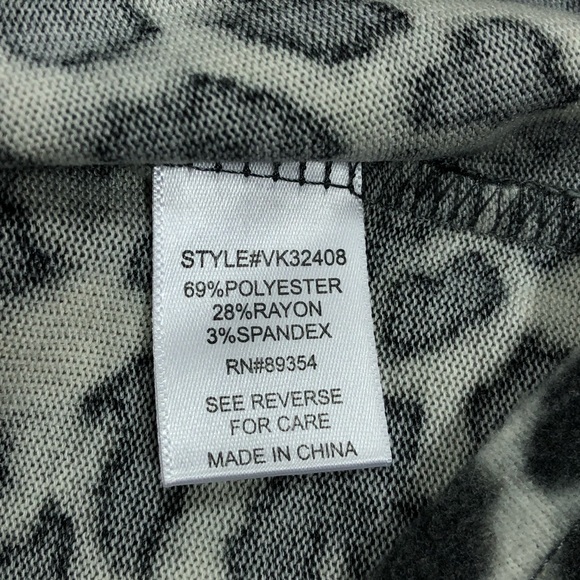 STYLE#VK32408
69%POLYESTER
28%RAYON
3%SPANDEX
RN#89354
SEE REVERSE
FOR CARE
MADE IN CHINA